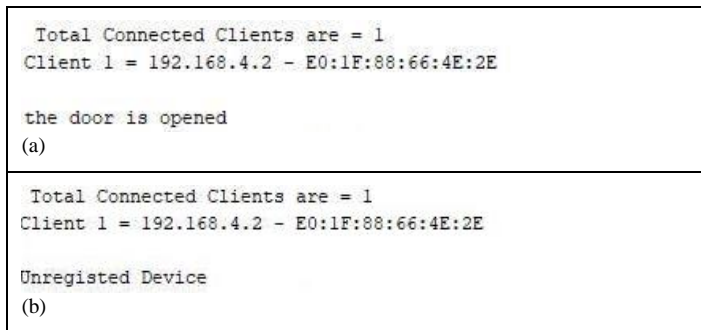 Total Connected Clients are = 1
Client 1 = 192.168.4.2 - E0:1F:88:66:4E:2E
the door is opened
(a)
Total Connected Clients are = 1
Client 1 = 192.168.4.2 - E0:1F:88:66:4E:2E
Unregisted Device
(b)